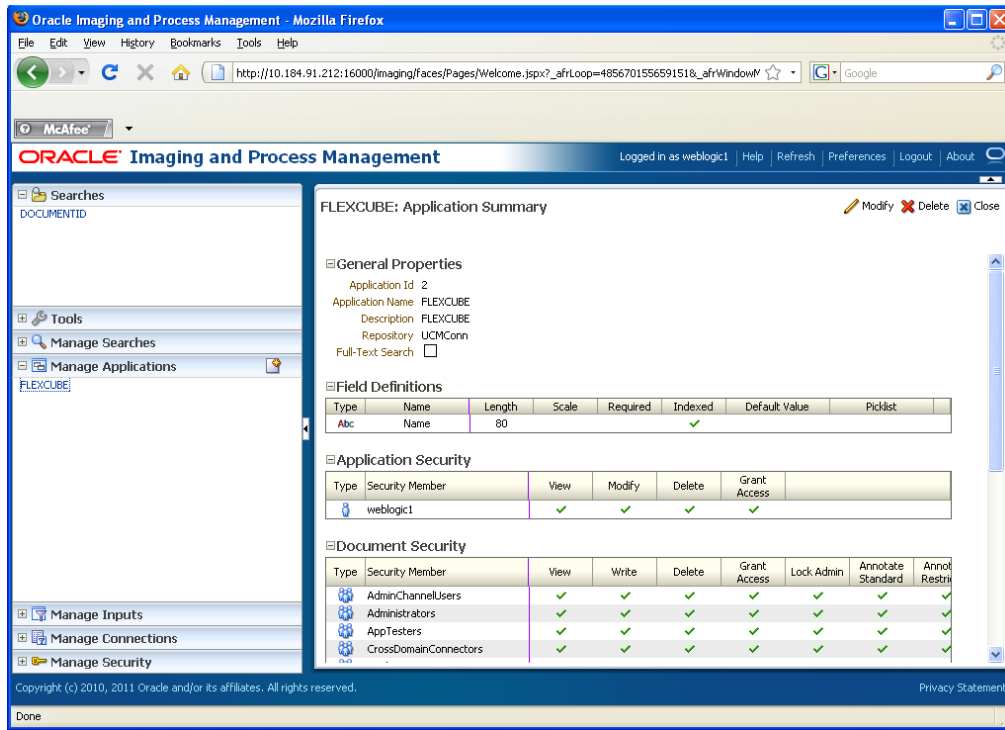 Oracle Imaging and Process Management - Mozilla Firefox
File Edit View History Bookmarks Tools Help
http://10.184.91.212:16000/imaging/faces/Pages/Welcome.jspx?_afrLoop=485670155659151&_afrWindowM
G Google
McAfee
ORACLE Imaging and Process Management
Logged in as weblogic1 Help Refresh Preferences Logout About
Searches
DOCUMENTID
Tools
Manage Searches
Manage Applications
FLEXCUBE
Manage Inputs
Manage Connections
Manage Security
FLEXCUBE: Application Summary
Modify Delete Close
General Properties
Application Id 2
Application Name FLEXCUBE
Description FLEXCUBE
Repository UCMConn
Full-Text Search
Field Definitions
Type Name Length Scale Required Indexed Default Value Picklist
Abc Name 80
Application Security
Type Security Member View Modify Delete Grant Access
weblogic1
Document Security
Type Security Member View Write Delete Grant Access Lock Admin Annotate Standard Annot Restri
AdminChannelUsers
Administrators
AppTesters
CrossDomainConnectors
Copyright (c) 2010, 2011 Oracle and/or its affiliates. All rights reserved.
Privacy Statement
Done